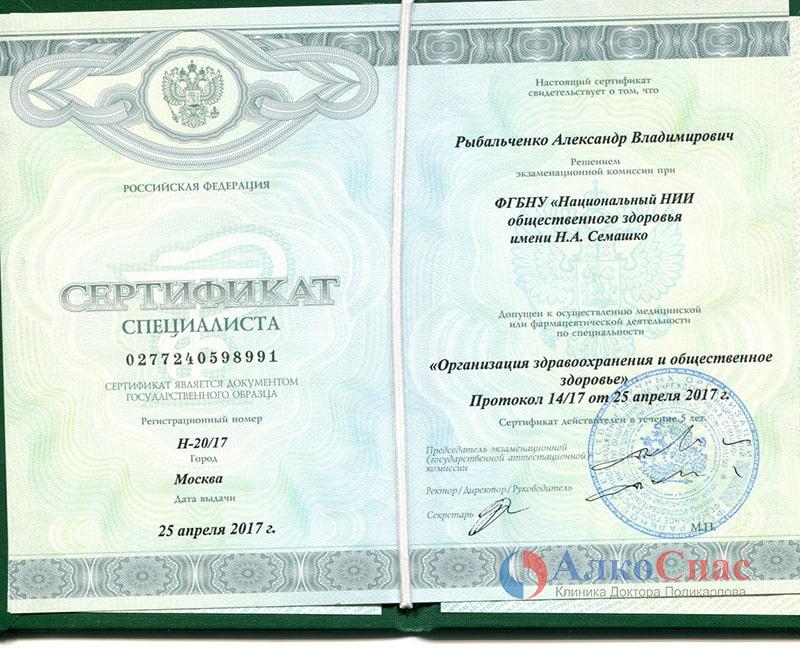 РОССИЙСКАЯ ФЕДЕРАЦИЯ
СЕРТИФИКАТ
СПЕЦИАЛИСТА
0277240598991
СЕРТИФИКАТ ЯВЛЯЕТСЯ ДОКУМЕНТОМ
ГОСУДАРСТВЕННОГО ОБРАЗЦА
Регистрационный номер
Н-20/17
Город
Москва
Дата выдачи
25 апреля 2017 г.
Настоящий сертификат
свидетельствует о том, что
Рыбальченко Александр Владимирович
Решением
экзаменационной комиссии при
ФГБНУ «Национальный НИИ
общественного здоровья
имени Н.А. Семашко
Допущен к осуществлению медицинской
или фармацевтической деятельности
по специальности
«Организация здравоохранения и общественное
здоровье»
Протокол 14/17 от 25 апреля 2017 г.
Сертификат действителен в течение 5 лет
Председатель экзаменационной
(государственной аттестационной)
комиссии
Ректор/Директор/Руководитель
Секретарь
М.П.
АлкоСпас
Клиника Доктора Поликарпова